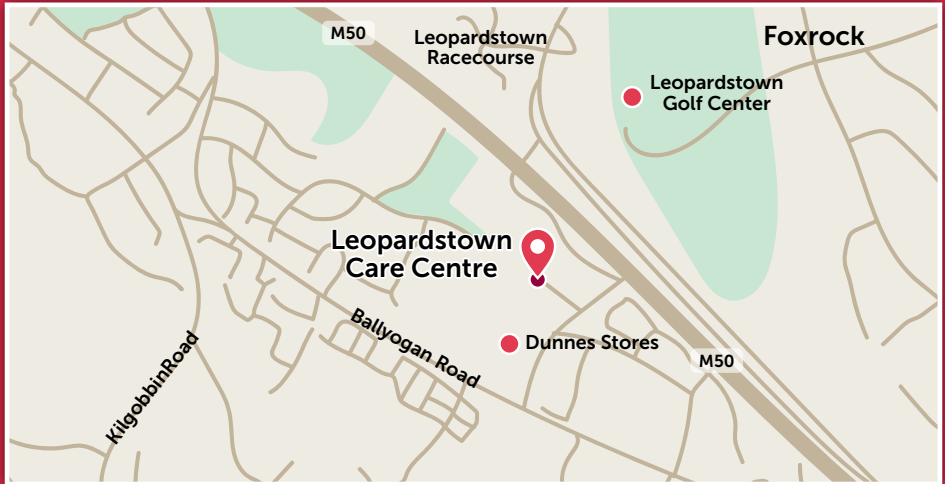 M50
Leopardstown
Racecourse
Foxrock
Leopardstown
Golf Center
Leopardstown
Care Centre
Dunnes Stores
Ballyogan Road
M50
KilgobbinRoad